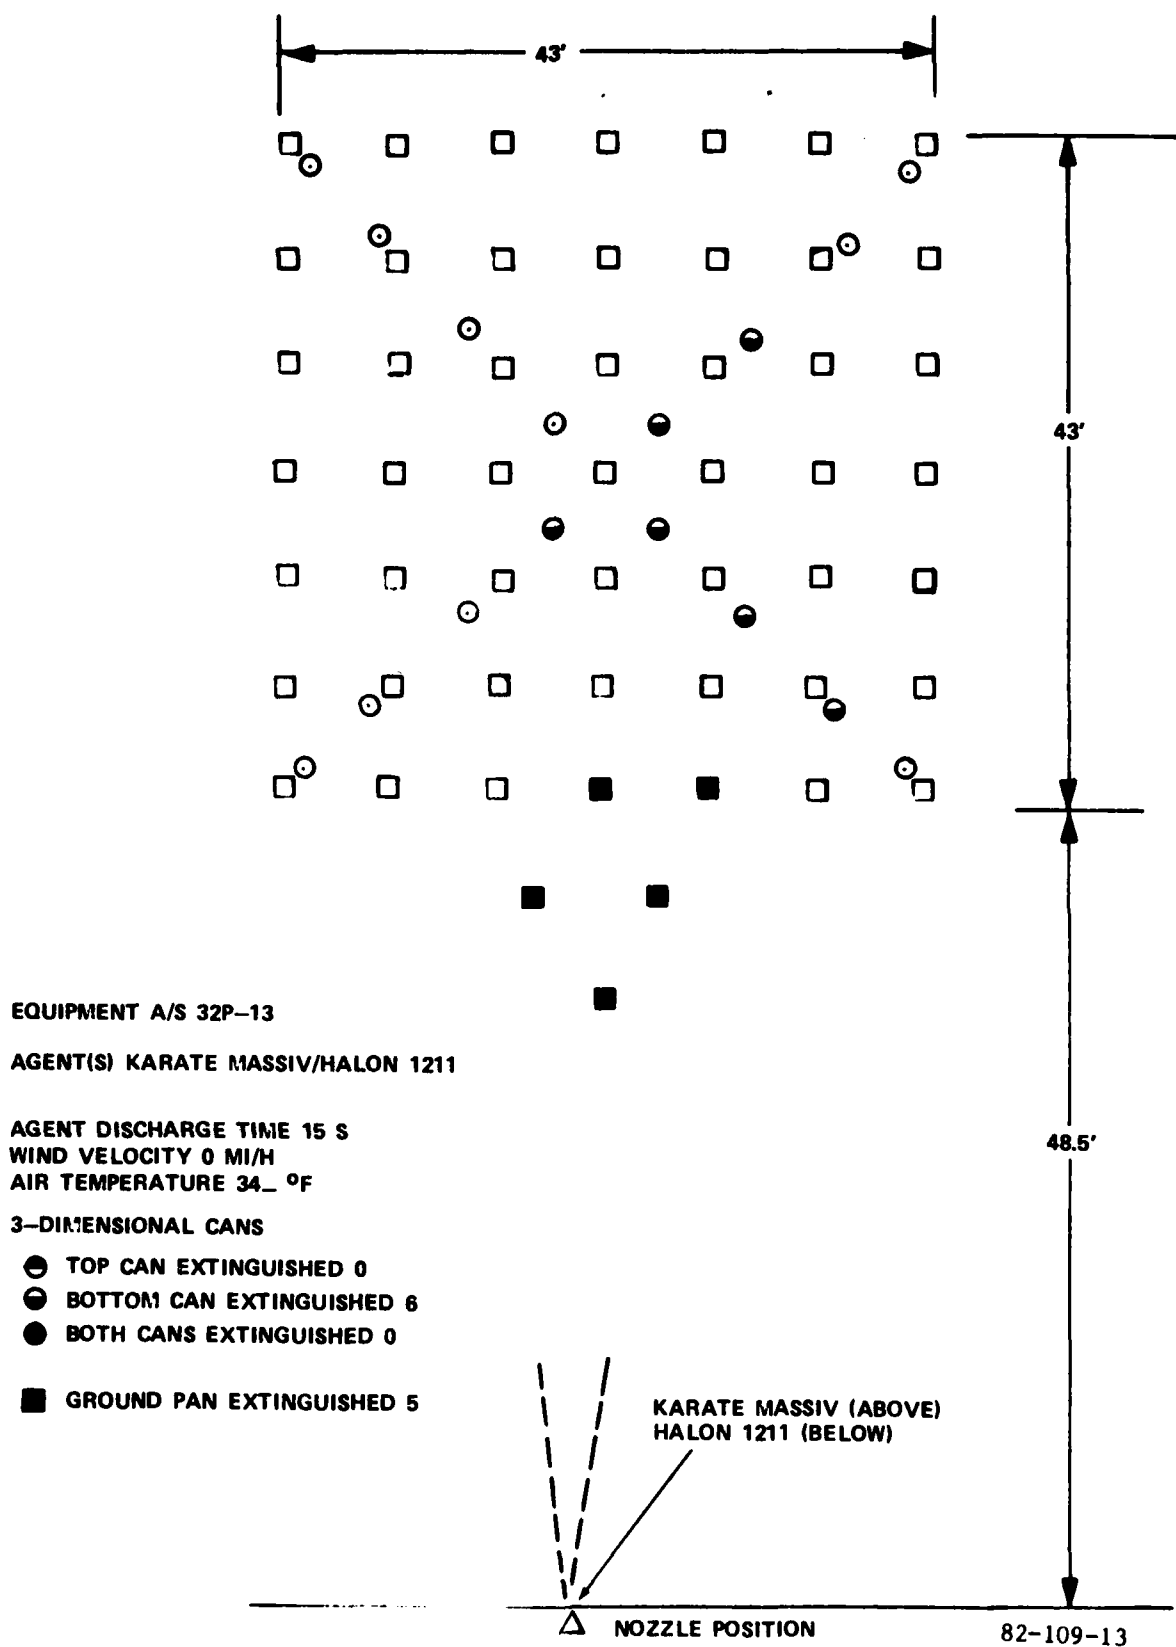 43'
43'
48.5'
EQUIPMENT A/S 32P-13
AGENT(S) KARATE MASSIV/HALON 1211
AGENT DISCHARGE TIME 15 S
WIND VELOCITY 0 MI/H
AIR TEMPERATURE 34_ °F
3-DIMENSIONAL CANS
TOP CAN EXTINGUISHED 0
BOTTOM CAN EXTINGUISHED 6
BOTH CANS EXTINGUISHED 0
GROUND PAN EXTINGUISHED 5
KARATE MASSIV (ABOVE)
HALON 1211 (BELOW)
NOZZLE POSITION
82-109-13